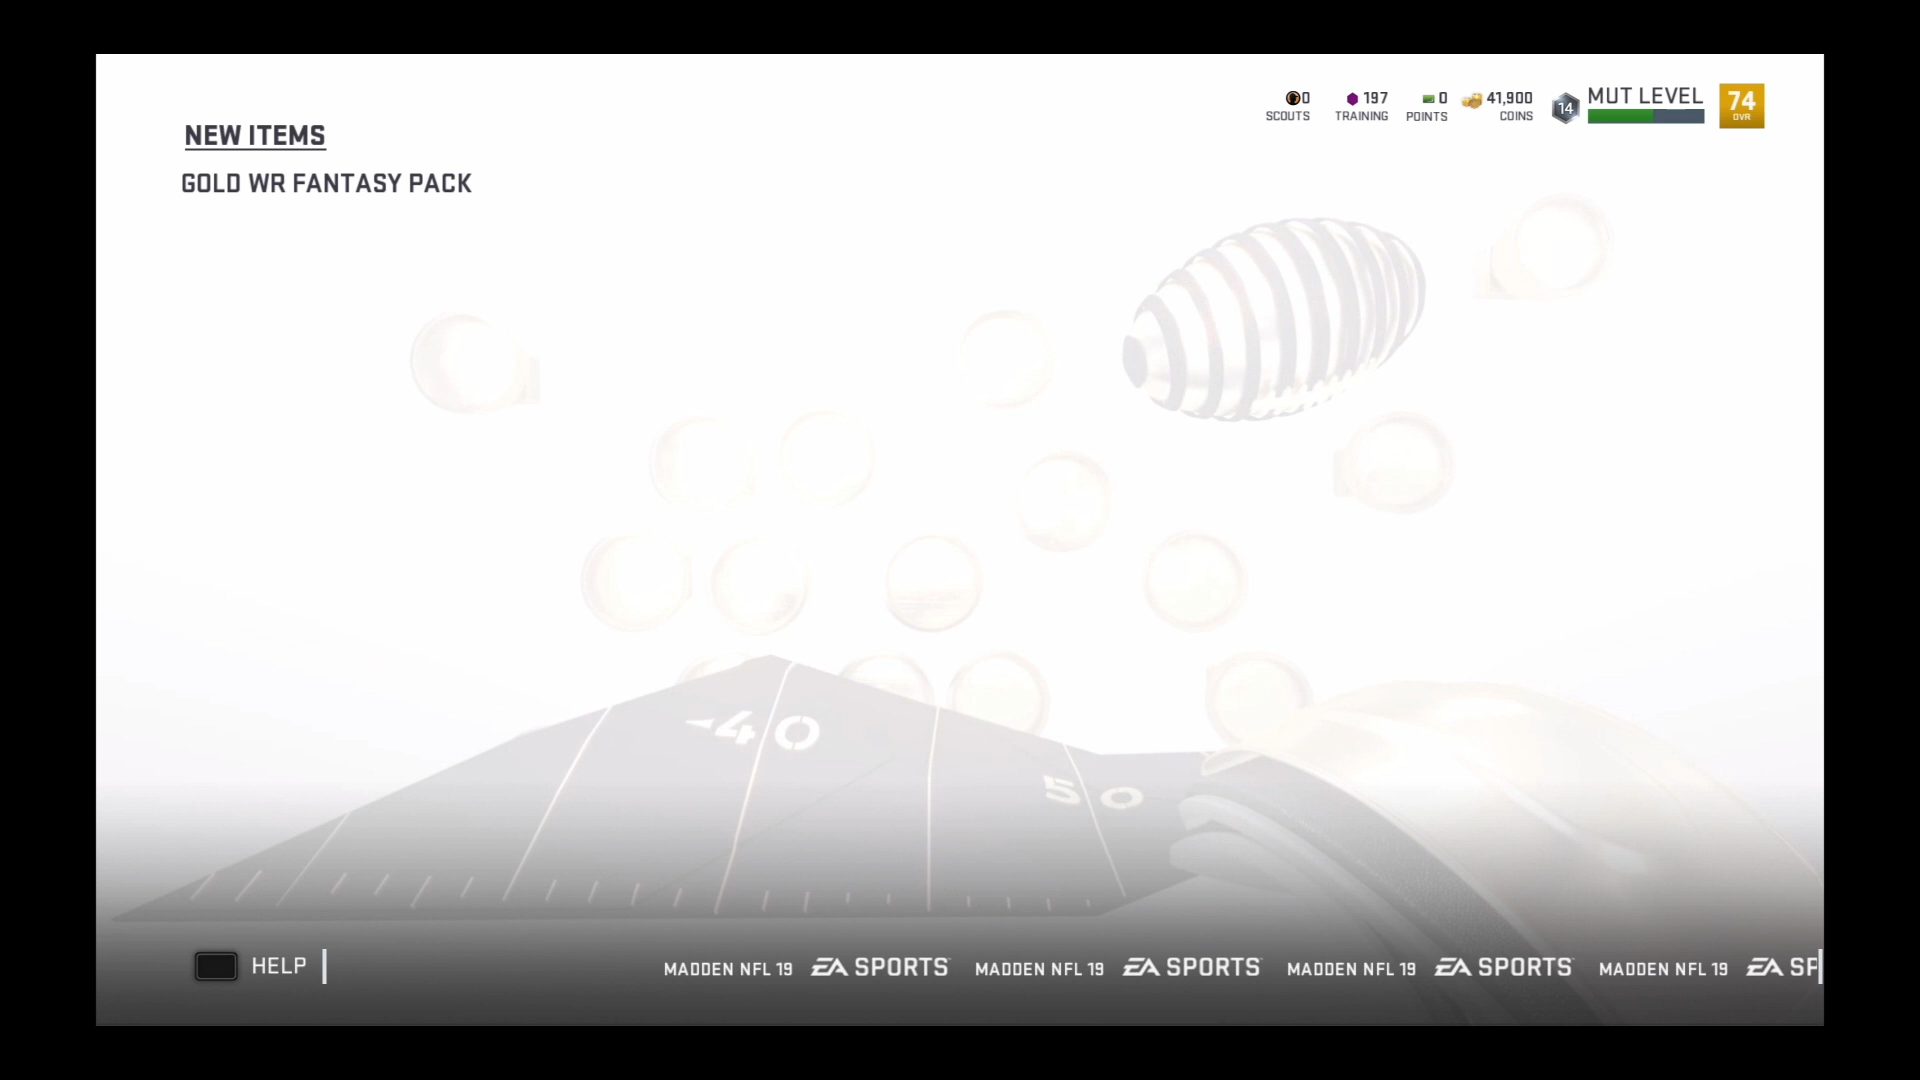 0 197 0 41,900 14 MUT LEVEL 74
SCOUTS TRAINING POINTS COINS OVR
NEW ITEMS
GOLD WR FANTASY PACK
40
50
HELP MADDEN NFL 19 EA SPORTS MADDEN NFL 19 EA SPORTS MADDEN NFL 19 EA SPORTS MADDEN NFL 19 EA SP